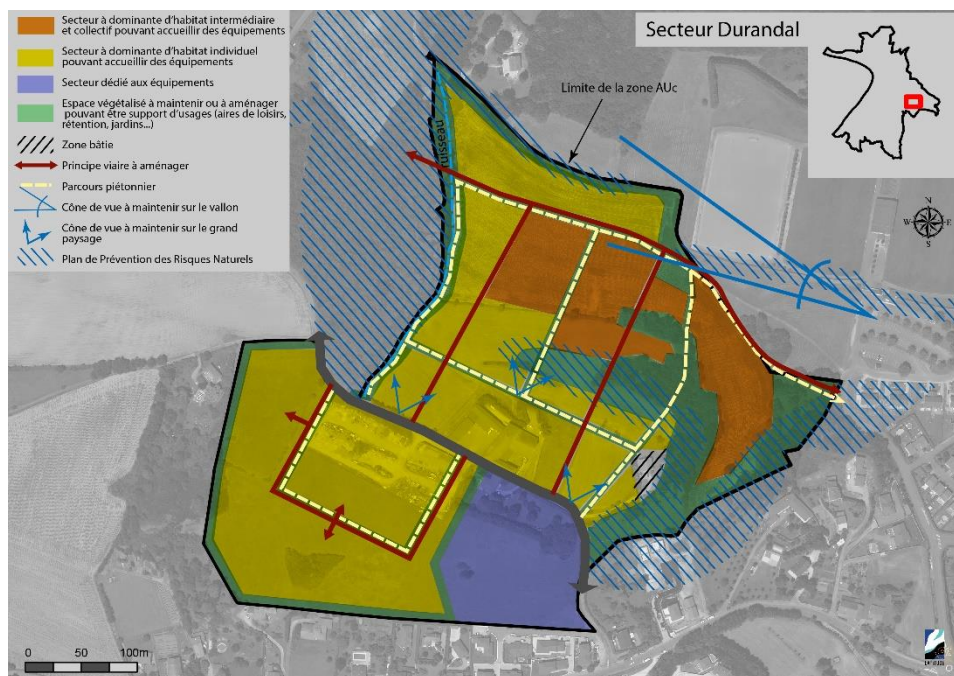 Secteur à dominante d'habitat intermédiaire
et collectif pouvant accueillir des équipements
Secteur à dominante d'habitat individuel
pouvant accueillir des équipements
Secteur dédié aux équipements
Espace végétalisé à maintenir ou à aménager
pouvant être support d'usages (aires de loisirs,
rétention, jardins...)
Zone bâtie
Principe viaire à aménager
Parcours piétonnier
Cône de vue à maintenir sur le vallon
Cône de vue à maintenir sur le grand
paysage
Plan de Prévention des Risques Naturels
Secteur Durandal
Limite de la zone AUc
ruisseau
N
W E
S
0 50 100m